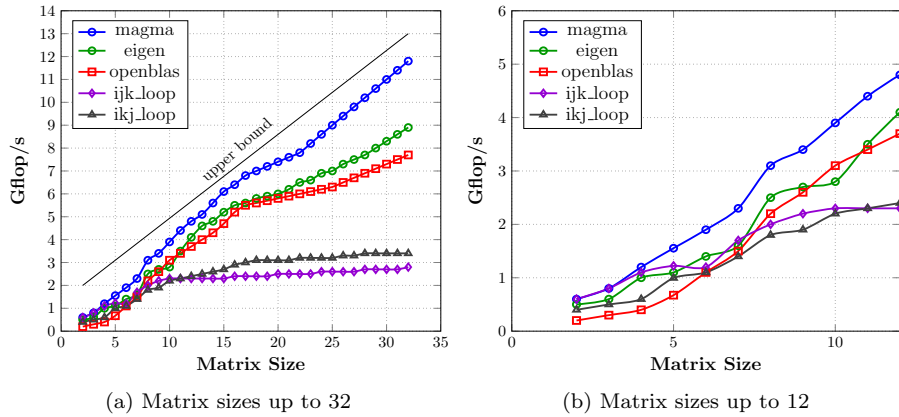 14
13
12
11
10
9
8
7
6
5
4
3
2
1
0
Gflop/s
magma
eigen
openblas
ijk_loop
ikj_loop
upper bound
0 5 10 15 20 25 30 35
Matrix Size
(a) Matrix sizes up to 32
6
5
4
3
2
1
0
Gflop/s
magma
eigen
openblas
ijk_loop
ikj_loop
0 5 10
Matrix Size
(b) Matrix sizes up to 12